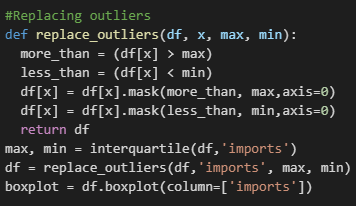 #Replacing outliers
def replace_outliers(df, x, max, min):
  more_than = (df[x] > max)
  less_than = (df[x] < min)
  df[x] = df[x].mask(more_than, max,axis=0)
  df[x] = df[x].mask(less_than, min,axis=0)
  return df
max, min = interquartile(df,'imports')
df = replace_outliers(df,'imports', max, min)
boxplot = df.boxplot(column=['imports'])